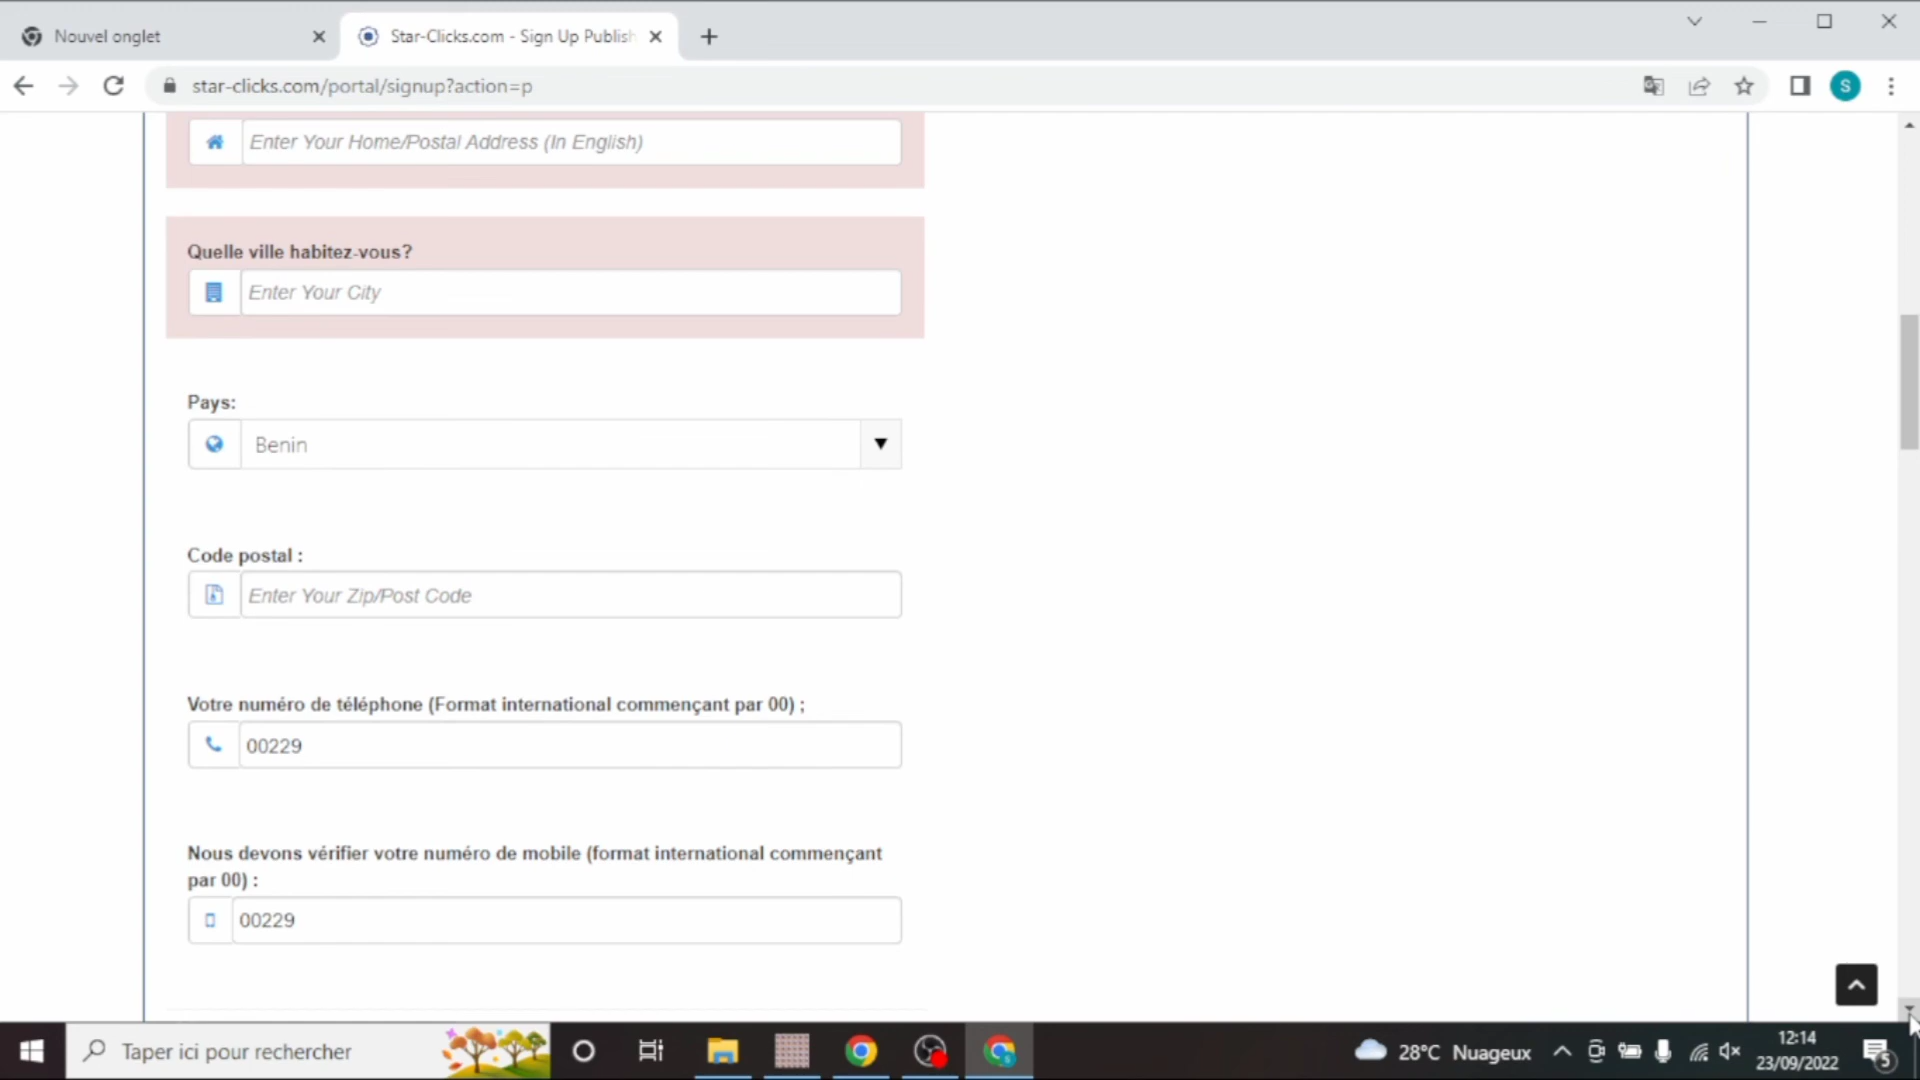 Nouvel onglet
Star-Clicks.com - Sign Up Publish
star-clicks.com/portal/signup?action=p
S
Enter Your Home/Postal Address (In English)
Quelle ville habitez-vous?
Enter Your City
Pays:
Benin
Code postal :
Enter Your Zip/Post Code
Votre numéro de téléphone (Format international commençant par 00) ;
00229
Nous devons vérifier votre numéro de mobile (format international commençant
par 00) :
00229
Taper ici pour rechercher
28°C Nuageux
12:14
23/09/2022
5